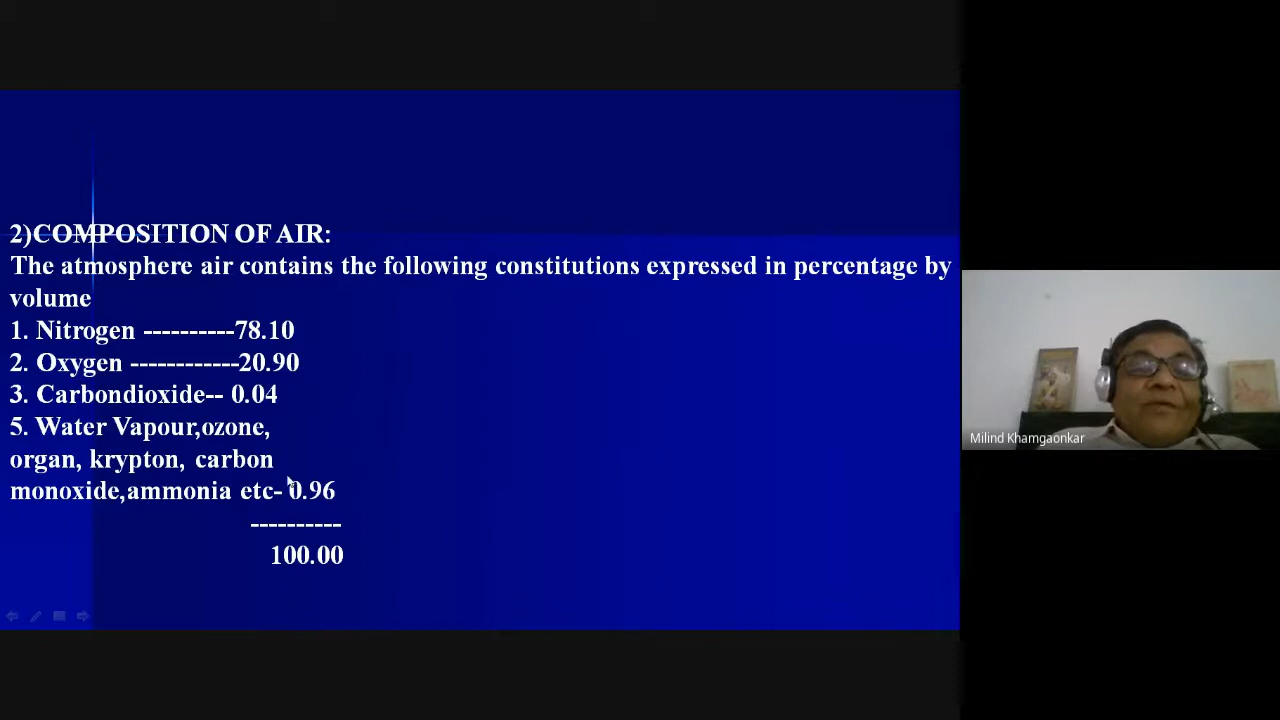 2)COMPOSITION OF AIR:
The atmosphere air contains the following constitutions expressed in percentage by
volume
1. Nitrogen ----------78.10
2. Oxygen ------------20.90
3. Carbondioxide-- 0.04
5. Water Vapour,ozone,
organ, krypton, carbon
monoxide,ammonia etc- 0.96
----------
100.00
Milind Khamgaonkar